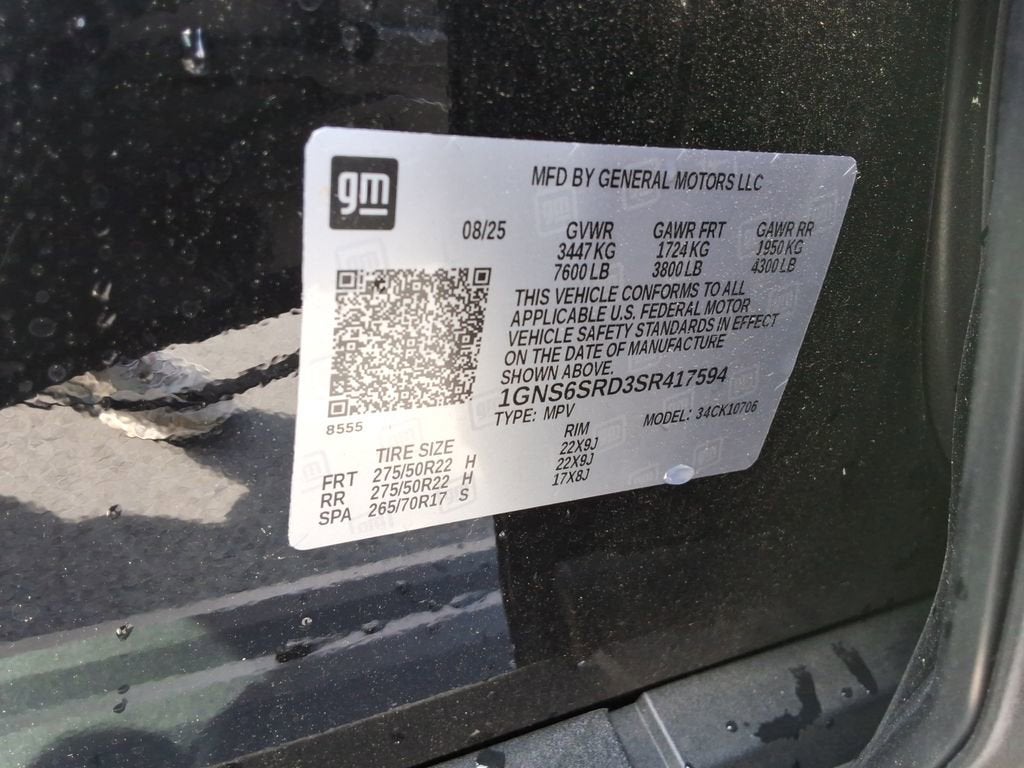 gm
MFD BY GENERAL MOTORS LLC
08/25 GVWR GAWR FRT GAWR RR
3447 KG 1724 KG 1950 KG
7600 LB 3800 LB 4300 LB
THIS VEHICLE CONFORMS TO ALL
APPLICABLE U.S. FEDERAL MOTOR
VEHICLE SAFETY STANDARDS IN EFFECT
ON THE DATE OF MANUFACTURE
SHOWN ABOVE.
1GNS6SRD3SR417594
TYPE: MPV MODEL: 34CK10706
8555
TIRE SIZE RIM
FRT 275/50R22 H 22X9J
RR 275/50R22 H 22X9J
SPA 265/70R17 S 17X8J